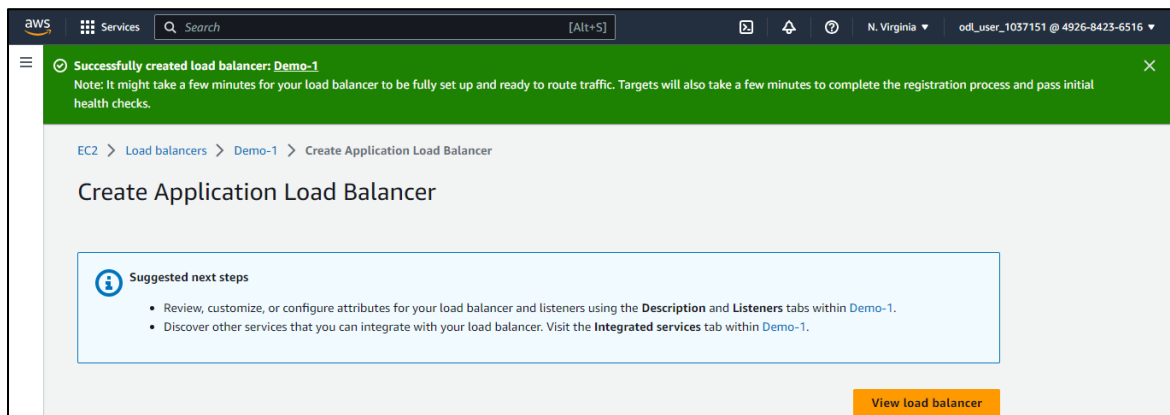 aws Services Search [Alt+S] N. Virginia ▼ odl_user_1037151 @ 4926-8423-6516 ▼
Successfully created load balancer: Demo-1
Note: It might take a few minutes for your load balancer to be fully set up and ready to route traffic. Targets will also take a few minutes to complete the registration process and pass initial
health checks.
EC2 > Load balancers > Demo-1 > Create Application Load Balancer
Create Application Load Balancer
Suggested next steps
• Review, customize, or configure attributes for your load balancer and listeners using the Description and Listeners tabs within Demo-1.
• Discover other services that you can integrate with your load balancer. Visit the Integrated services tab within Demo-1.
View load balancer